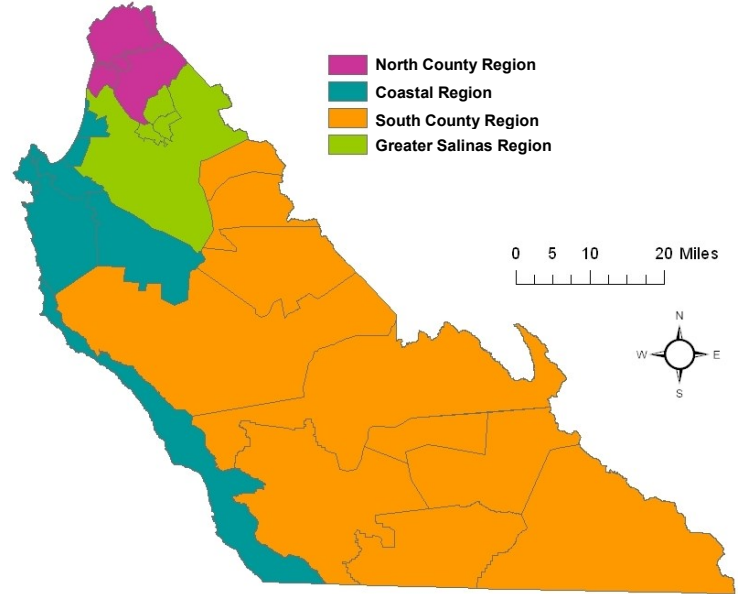 North County Region
Coastal Region
South County Region
Greater Salinas Region
0 5 10 20 Miles
N
W E
S